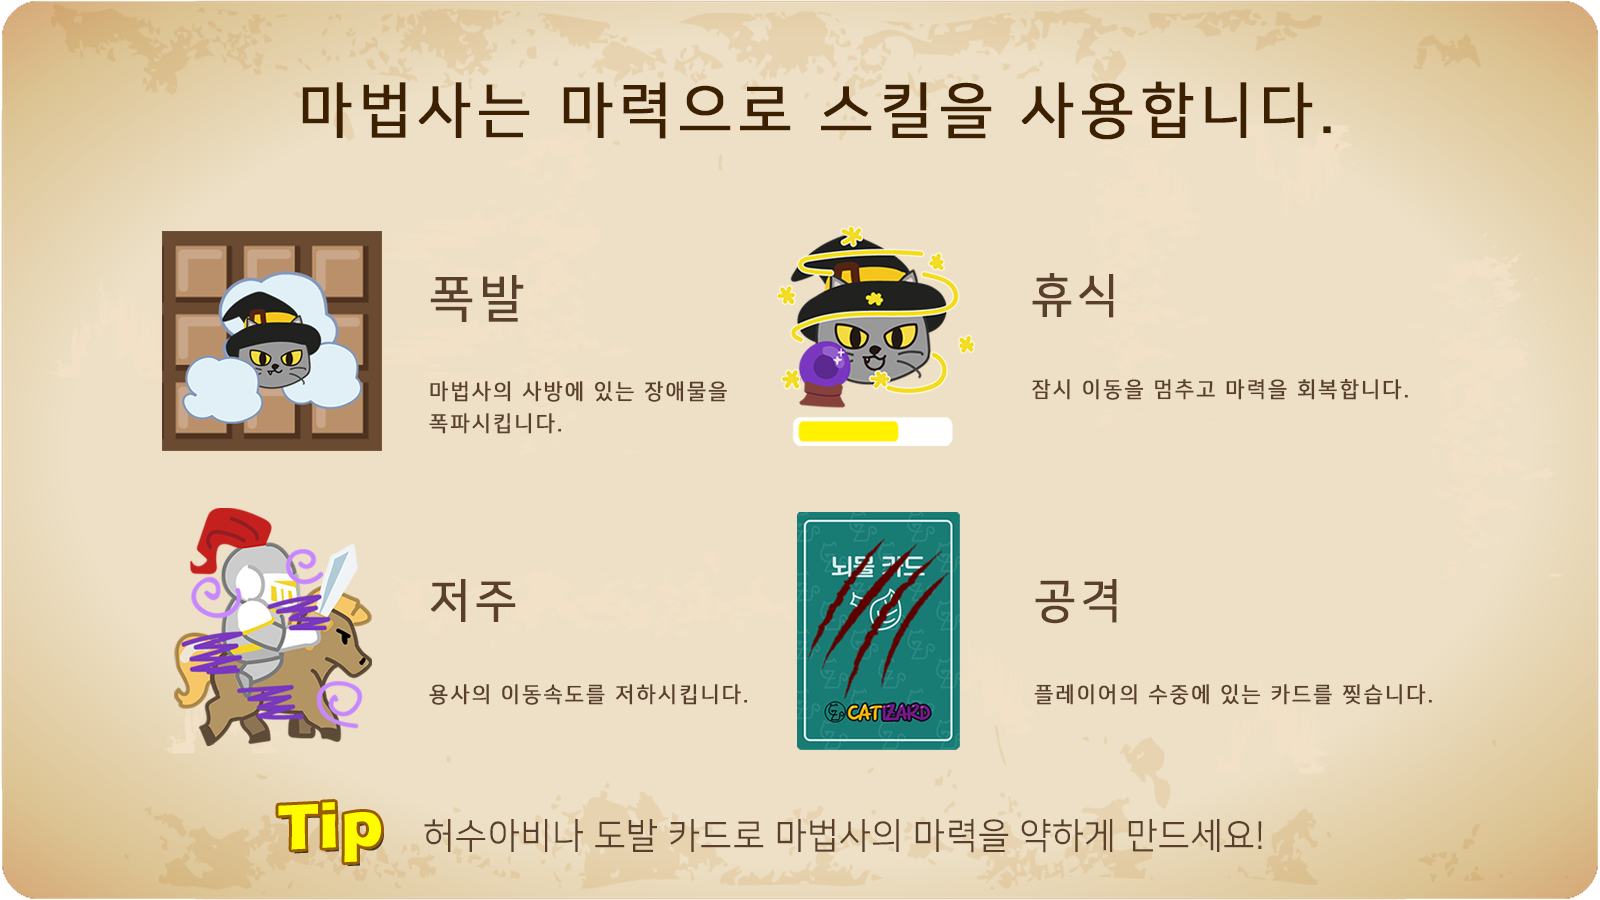 마법사는 마력으로 스킬을 사용합니다.
폭발
마법사의 사방에 있는 장애물을
폭파시킵니다.
휴식
잠시 이동을 멈추고 마력을 회복합니다.
저주
용사의 이동속도를 저하시킵니다.
뇌물 카드
CATIZARD
공격
플레이어의 수중에 있는 카드를 찢습니다.
Tip 허수아비나 도발 카드로 마법사의 마력을 약하게 만드세요!